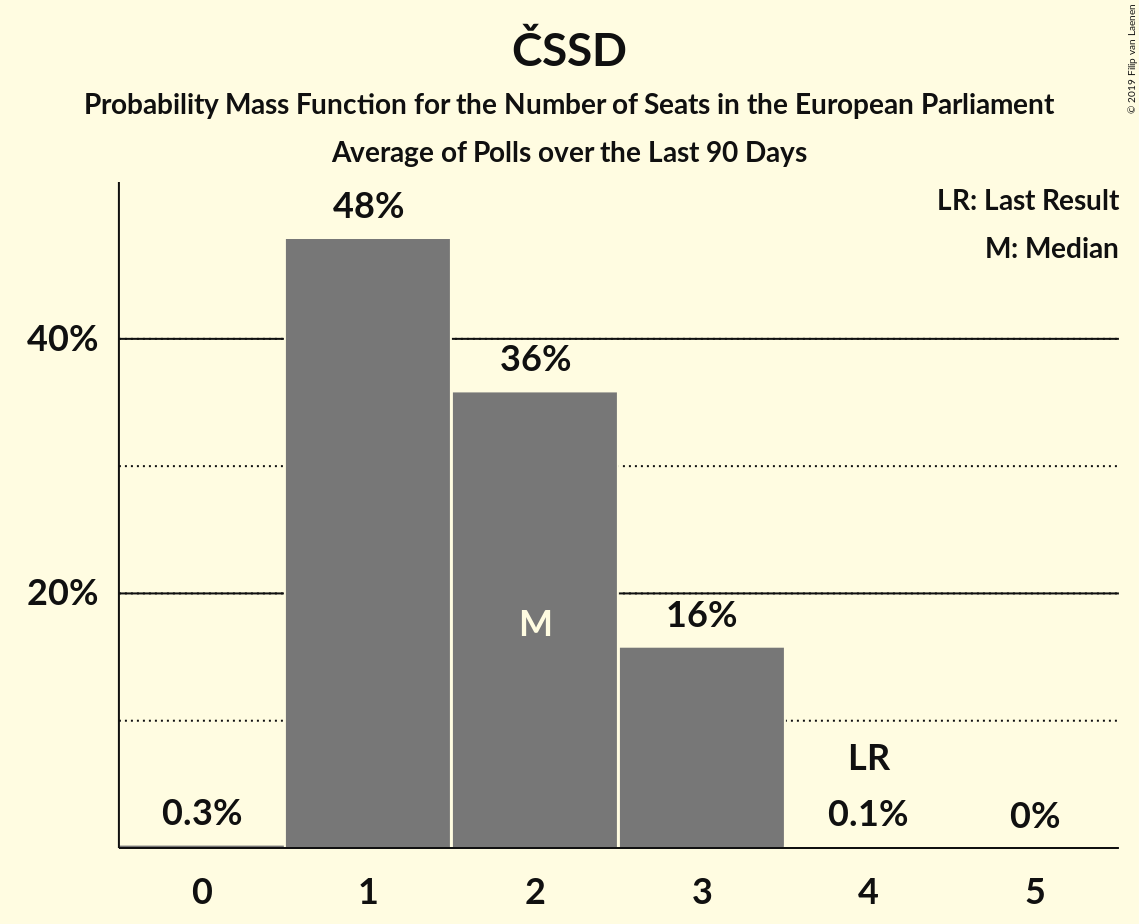 ČSSD
Probability Mass Function for the Number of Seats in the European Parliament
Average of Polls over the Last 90 Days
© 2019 Filip van Laenen
LR: Last Result
M: Median
48%
40%
36%
20%
16%
M
LR
0.3%
0.1%
0%
0 1 2 3 4 5